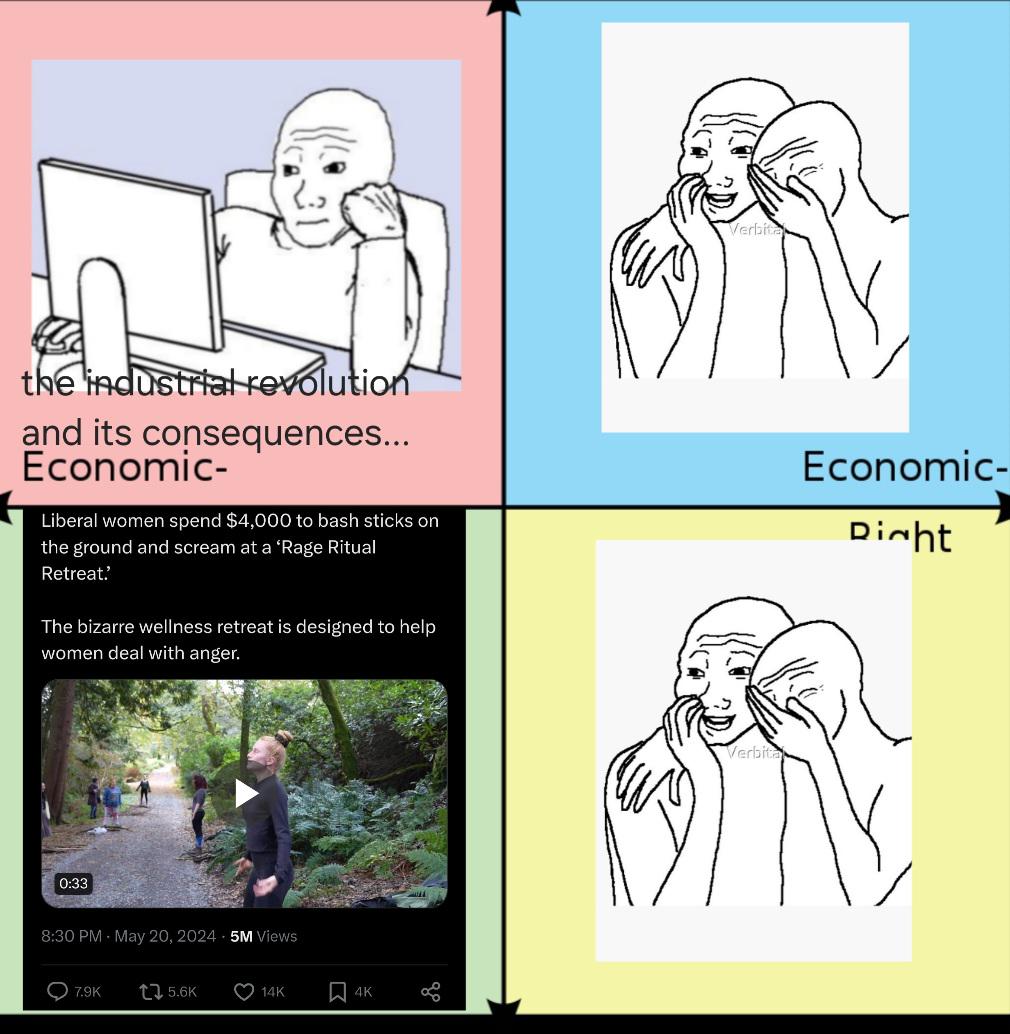 Verbital
the industrial revolution
and its consequences...
Economic-
Economic-
Right
Liberal women spend $4,000 to bash sticks on
the ground and scream at a ‘Rage Ritual
Retreat.’
The bizarre wellness retreat is designed to help
women deal with anger.
Verbital
0:33
8:30 PM · May 20, 2024 · 5M Views
7.9K 5.6K 14K 4K